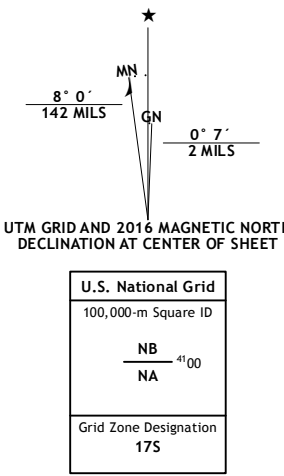 ★
MN
8° 0´
142 MILS
GN
0° 7´
2 MILS
UTM GRID AND 2016 MAGNETIC NORTH
DECLINATION AT CENTER OF SHEET
U.S. National Grid
100,000-m Square ID
NB
4100
NA
Grid Zone Designation
17S